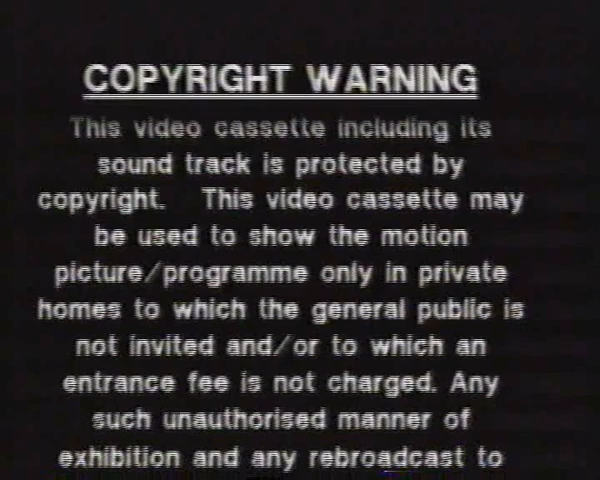 COPYRIGHT WARNING
This video cassette including its
sound track is protected by
copyright. This video cassette may
be used to show the motion
picture/programme only in private
homes to which the general public is
not invited and/or to which an
entrance fee is not charged. Any
such unauthorised manner of
exhibition and any rebroadcast to